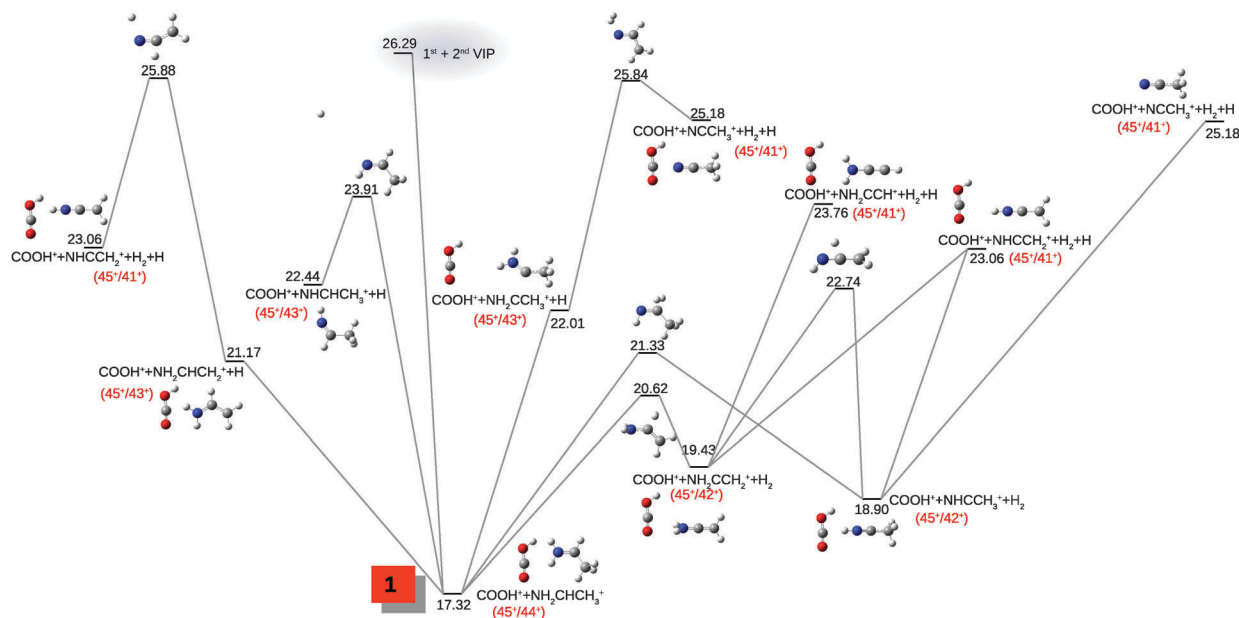 26.29
1ˢᵗ + 2ⁿᵈ VIP
25.88
25.84
25.18
COOH⁺+NCCH₃⁺+H₂+H
(45⁺/41⁺)
COOH⁺+NCCH₃⁺+H₂+H
(45⁺/41⁺)
25.18
23.91
COOH⁺+NH₂CCH⁺+H₂+H
23.76 (45⁺/41⁺)
23.06
COOH⁺+NHCCH₂⁺+H₂+H
(45⁺/41⁺)
COOH⁺+NHCCH₂⁺+H₂+H
23.06 (45⁺/41⁺)
22.44
COOH⁺+NHCHCH₃⁺+H
(45⁺/43⁺)
COOH⁺+NH₂CCH₃⁺+H
(45⁺/43⁺)
22.01
22.74
21.17
COOH⁺+NH₂CHCH₂⁺+H
(45⁺/43⁺)
21.33
20.62
19.43
COOH⁺+NH₂CCH₂⁺+H₂
(45⁺/42⁺)
18.90
COOH⁺+NHCCH₃⁺+H₂
(45⁺/42⁺)
1
17.32
COOH⁺+NH₂CHCH₃⁺
(45⁺/44⁺)